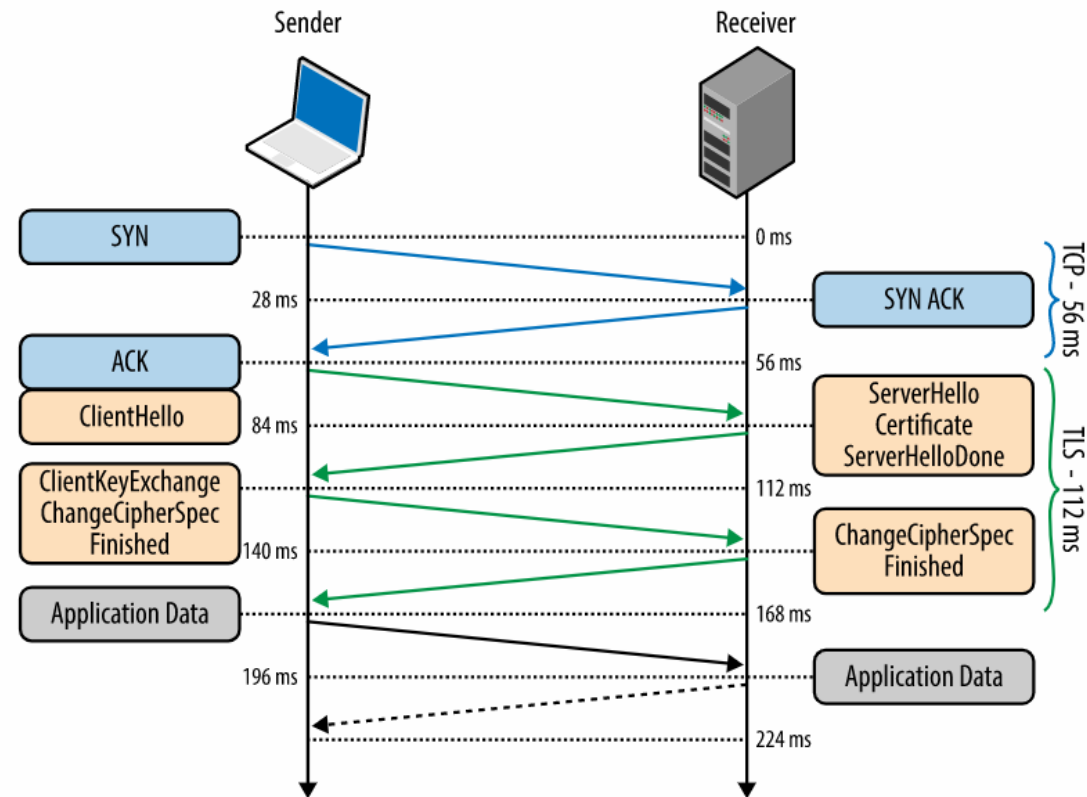 Sender
Receiver
SYN
0 ms
28 ms
SYN ACK
TCP - 56 ms
ACK
56 ms
ClientHello
84 ms
ServerHello
Certificate
ServerHelloDone
TLS - 112 ms
ClientKeyExchange
ChangeCipherSpec
Finished
112 ms
140 ms
ChangeCipherSpec
Finished
Application Data
168 ms
196 ms
Application Data
224 ms